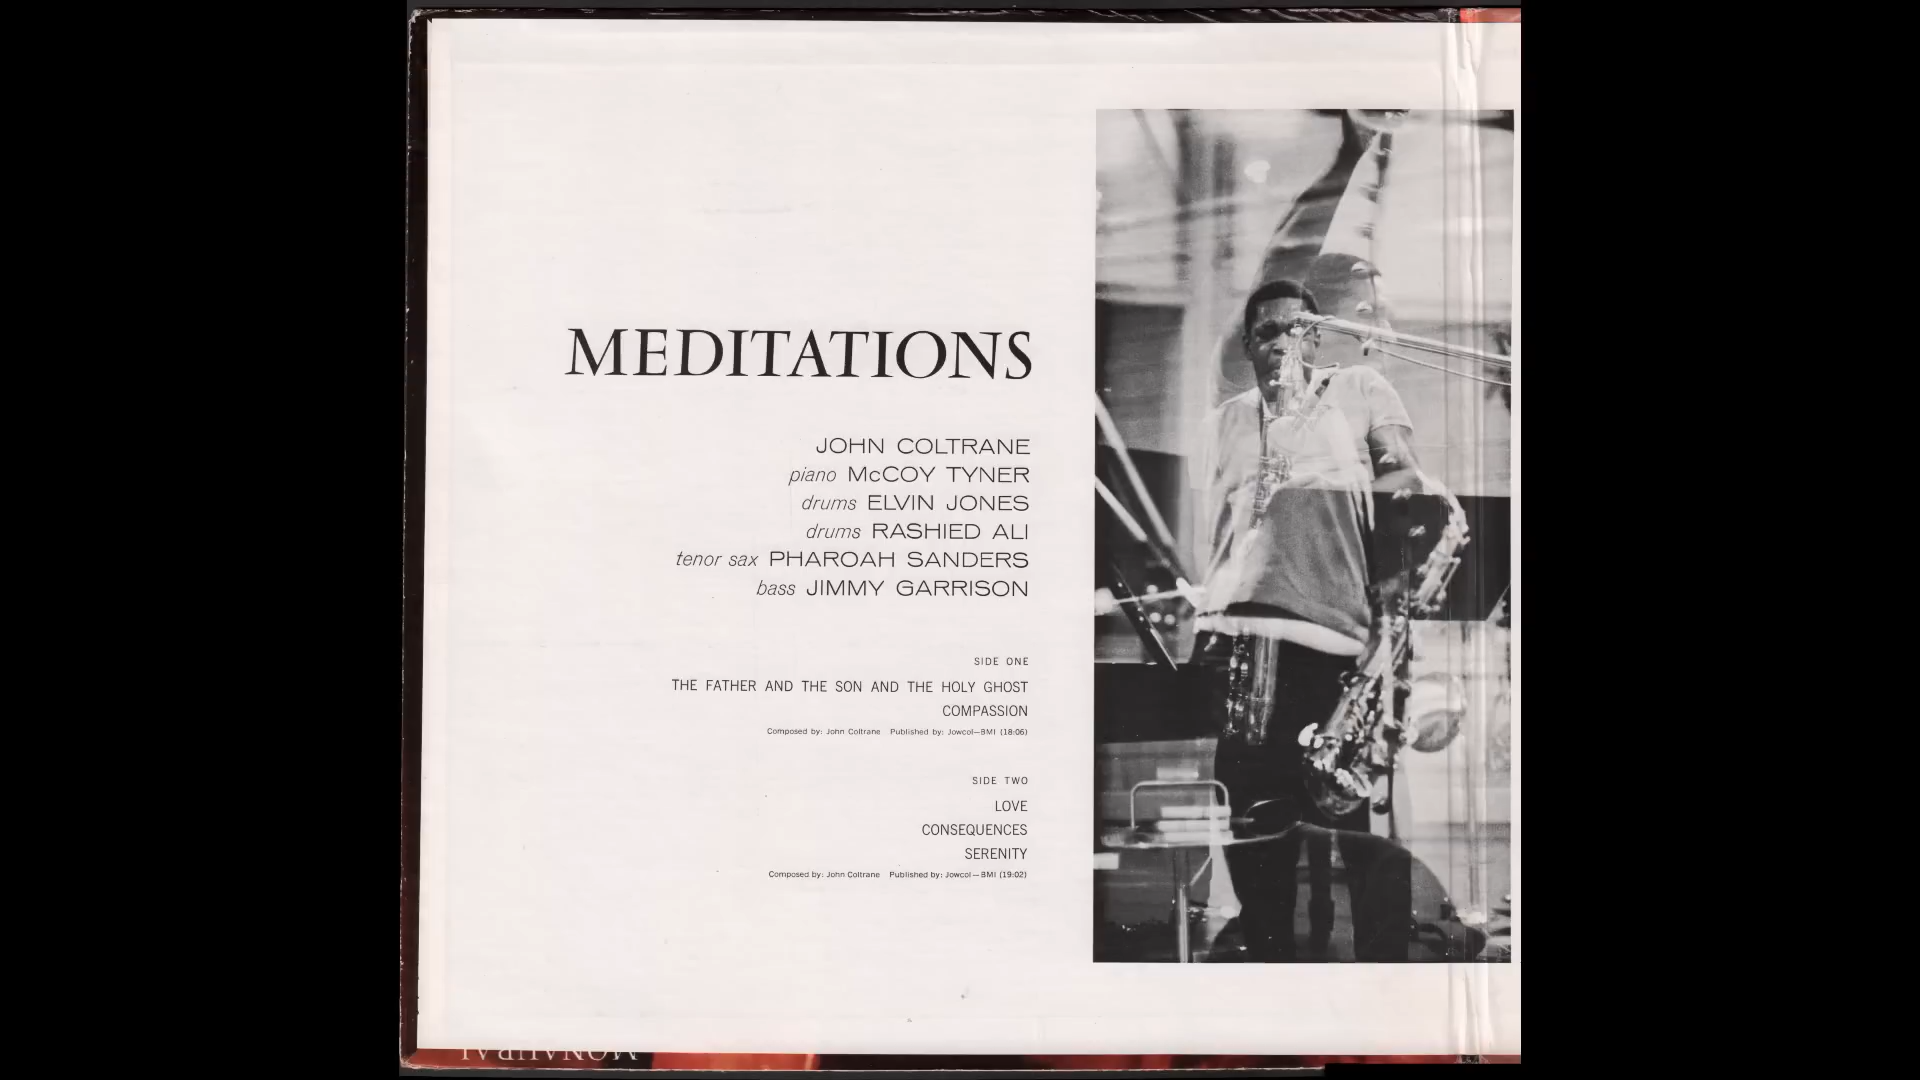 MEDITATIONS
JOHN COLTRANE
piano McCOY TYNER
drums ELVIN JONES
drums RASHIED ALI
tenor sax PHAROAH SANDERS
bass JIMMY GARRISON
SIDE ONE
THE FATHER AND THE SON AND THE HOLY GHOST
COMPASSION
Composed by: John Coltrane Published by: Jowcol—BMI (18:06)
SIDE TWO
LOVE
CONSEQUENCES
SERENITY
Composed by: John Coltrane Published by: Jowcol—BMI (19:02)
MONAURAL